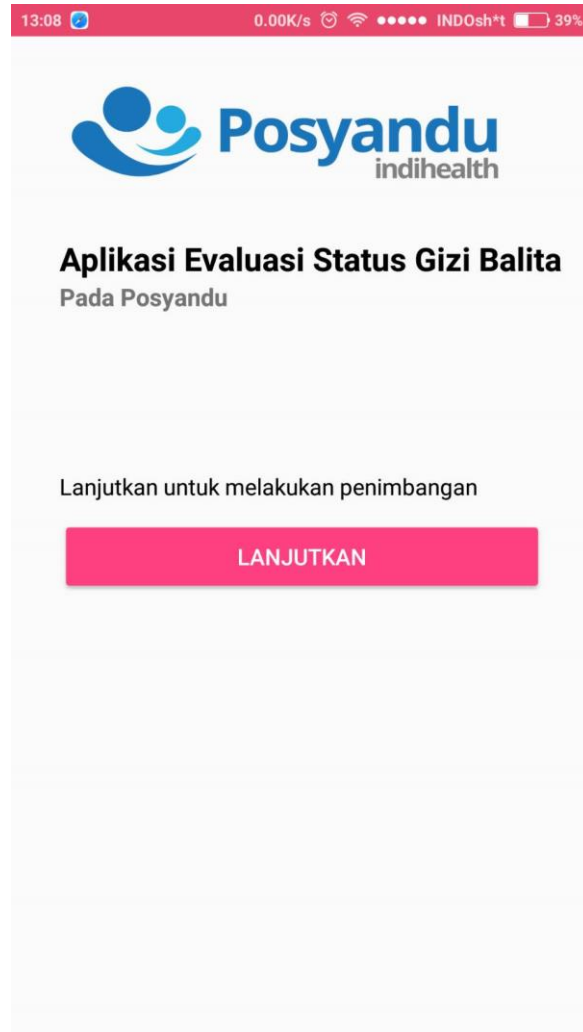 13:08 0.00K/s INDOsh*t 39%
Posyandu
indihealth
Aplikasi Evaluasi Status Gizi Balita
Pada Posyandu
Lanjutkan untuk melakukan penimbangan
LANJUTKAN